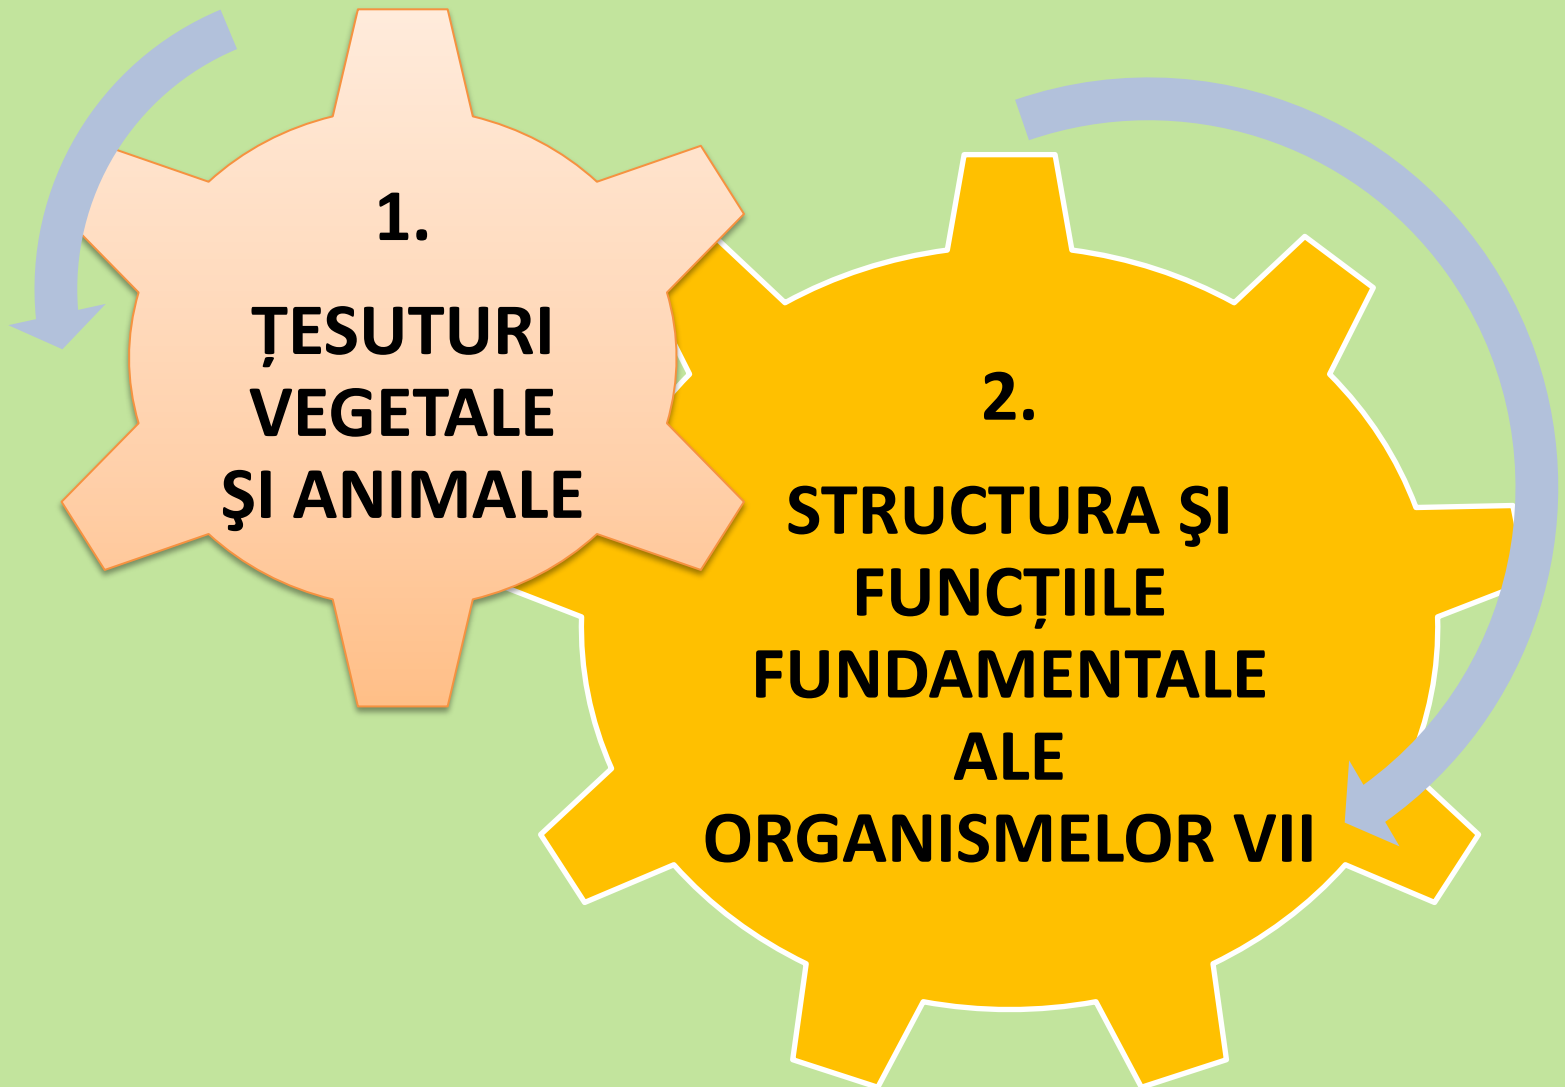 1.
ȚESUTURI
VEGETALE
ŞI ANIMALE
2.
STRUCTURA ŞI
FUNCȚIILE
FUNDAMENTALE
ALE
ORGANISMELOR VII